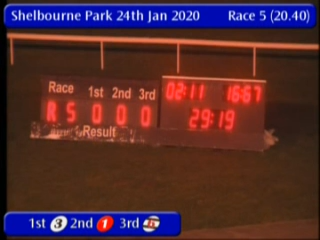 Shelbourne Park 24th Jan 2020 Race 5 (20.40)
Race 1st 2nd 3rd 02:11 16:67
R 5 0 0 0 29:19
Result
1st 3 2nd 1 3rd